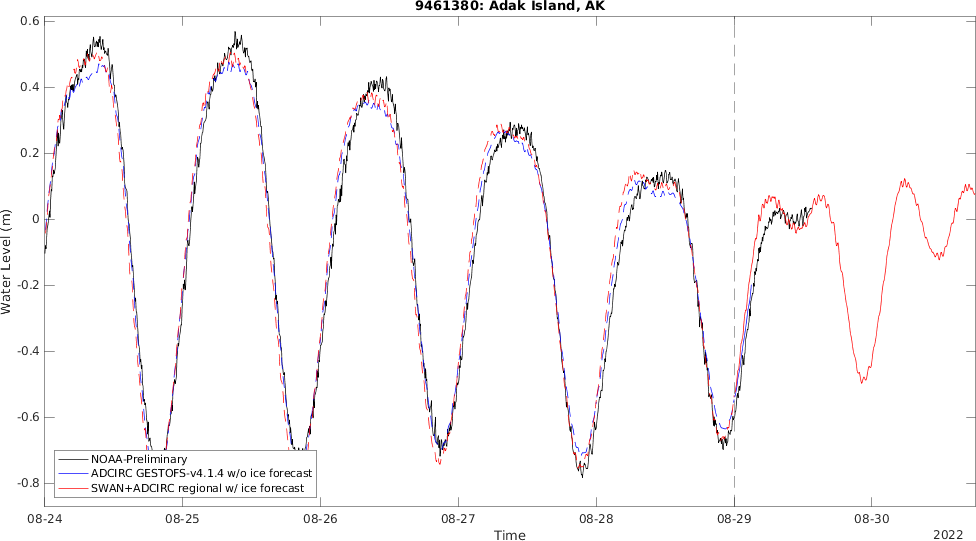 9461380: Adak Island, AK
0.6
0.4
0.2
0
-0.2
-0.4
-0.6
-0.8
Water Level (m)
NOAA-Preliminary
ADCIRC GESTOFS-v4.1.4 w/o ice forecast
SWAN+ADCIRC regional w/ ice forecast
08-24 08-25 08-26 08-27 08-28 08-29 08-30
Time
2022